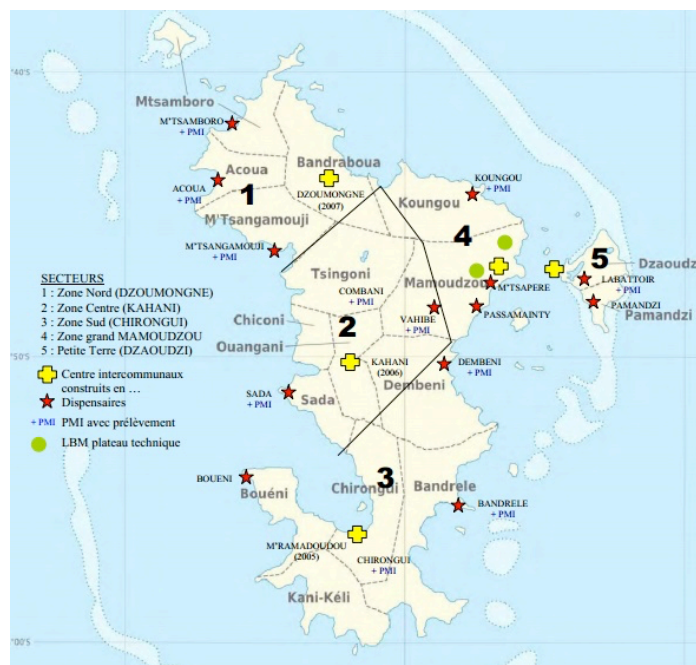 '40'S
Mtsamboro
M'TSAMBORO
+ PMI
Acoua
Bandraboua
ACOUA
+ PMI
1
DZOUMONGNE
(2007)
KOUNGOU
+ PMI
Koungou
M'Tsangamouji
4
M'TSANGAMOUJI
+ PMI
5
Dzaoudz
Tsingoni
LABATTOIR
+ PMI
Mamoudzou
M'TSAPERE
COMBANI
+ PMI
PAMANDZI
Pamandzi
PASSAMAINTY
VAHIBE
+ PMI
Chiconi
2
Ouangani
SECTEURS
1 : Zone Nord (DZOUMONGNE)
2 : Zone Centre (KAHANI)
3 : Zone Sud (CHIRONGUI)
4 : Zone grand MAMOUDZOU
5 : Petite Terre (DZAOUDZI)
Centre intercommunaux
construits en …
Dispensaires
+ PMI PMI avec prélèvement
LBM plateau technique
'50'S
KAHANI
(2006)
DEMBENI
+ PMI
Dembeni
SADA
+ PMI
Sada
BOUENI
Bouéni
3
Chirongui
Bandrele
BANDRELE
+ PMI
M'RAMADOUDOU
(2005)
CHIRONGUI
+ PMI
Kani-Kéli
'00'S